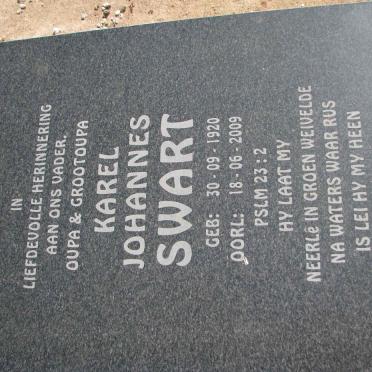 IN
LIEFDEVOLLE HERINNERING
AAN ONS VADER,
OUPA & GROOTOUPA
KAREL
JOHANNES
SWART
GEB: 30 - 09 - 1920
OORL: 18 - 06 - 2009
PSLM 23 : 2
HY LAAT MY
NEERLê IN GROEN WEIVELDE
NA WATERS WAAR RUS
IS LEI HY MY HEEN